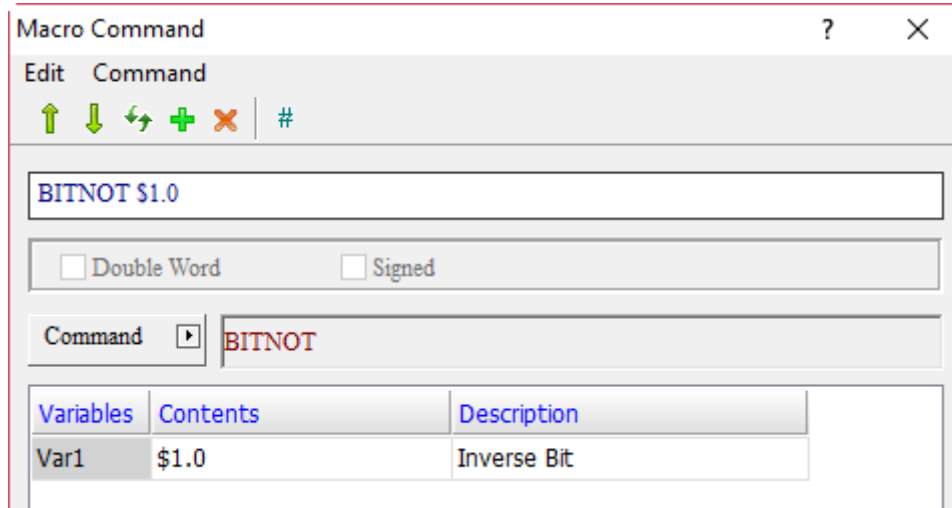 Macro Command ?
Edit Command
#
BITNOT $1.0
Double Word Signed
Command BITNOT
Variables Contents Description
Var1 $1.0 Inverse Bit